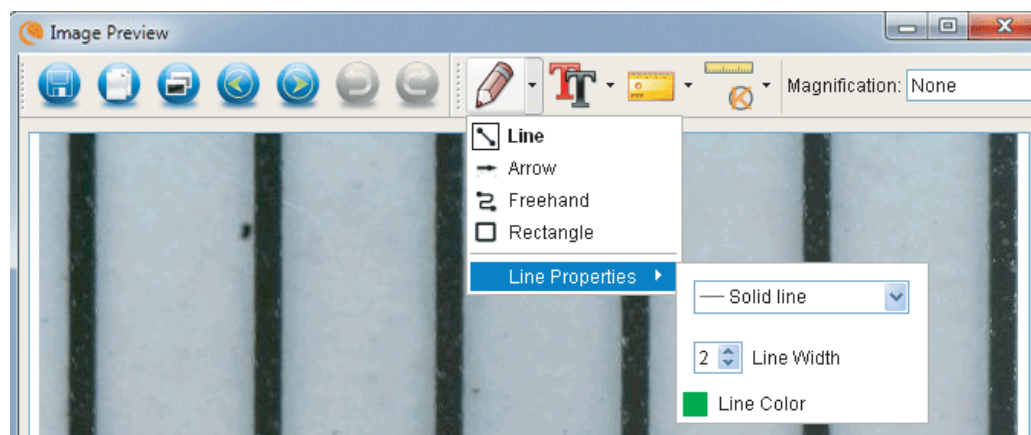 Image Preview
Magnification: None
Line
Arrow
Freehand
Rectangle
Line Properties
Solid line
2 Line Width
Line Color